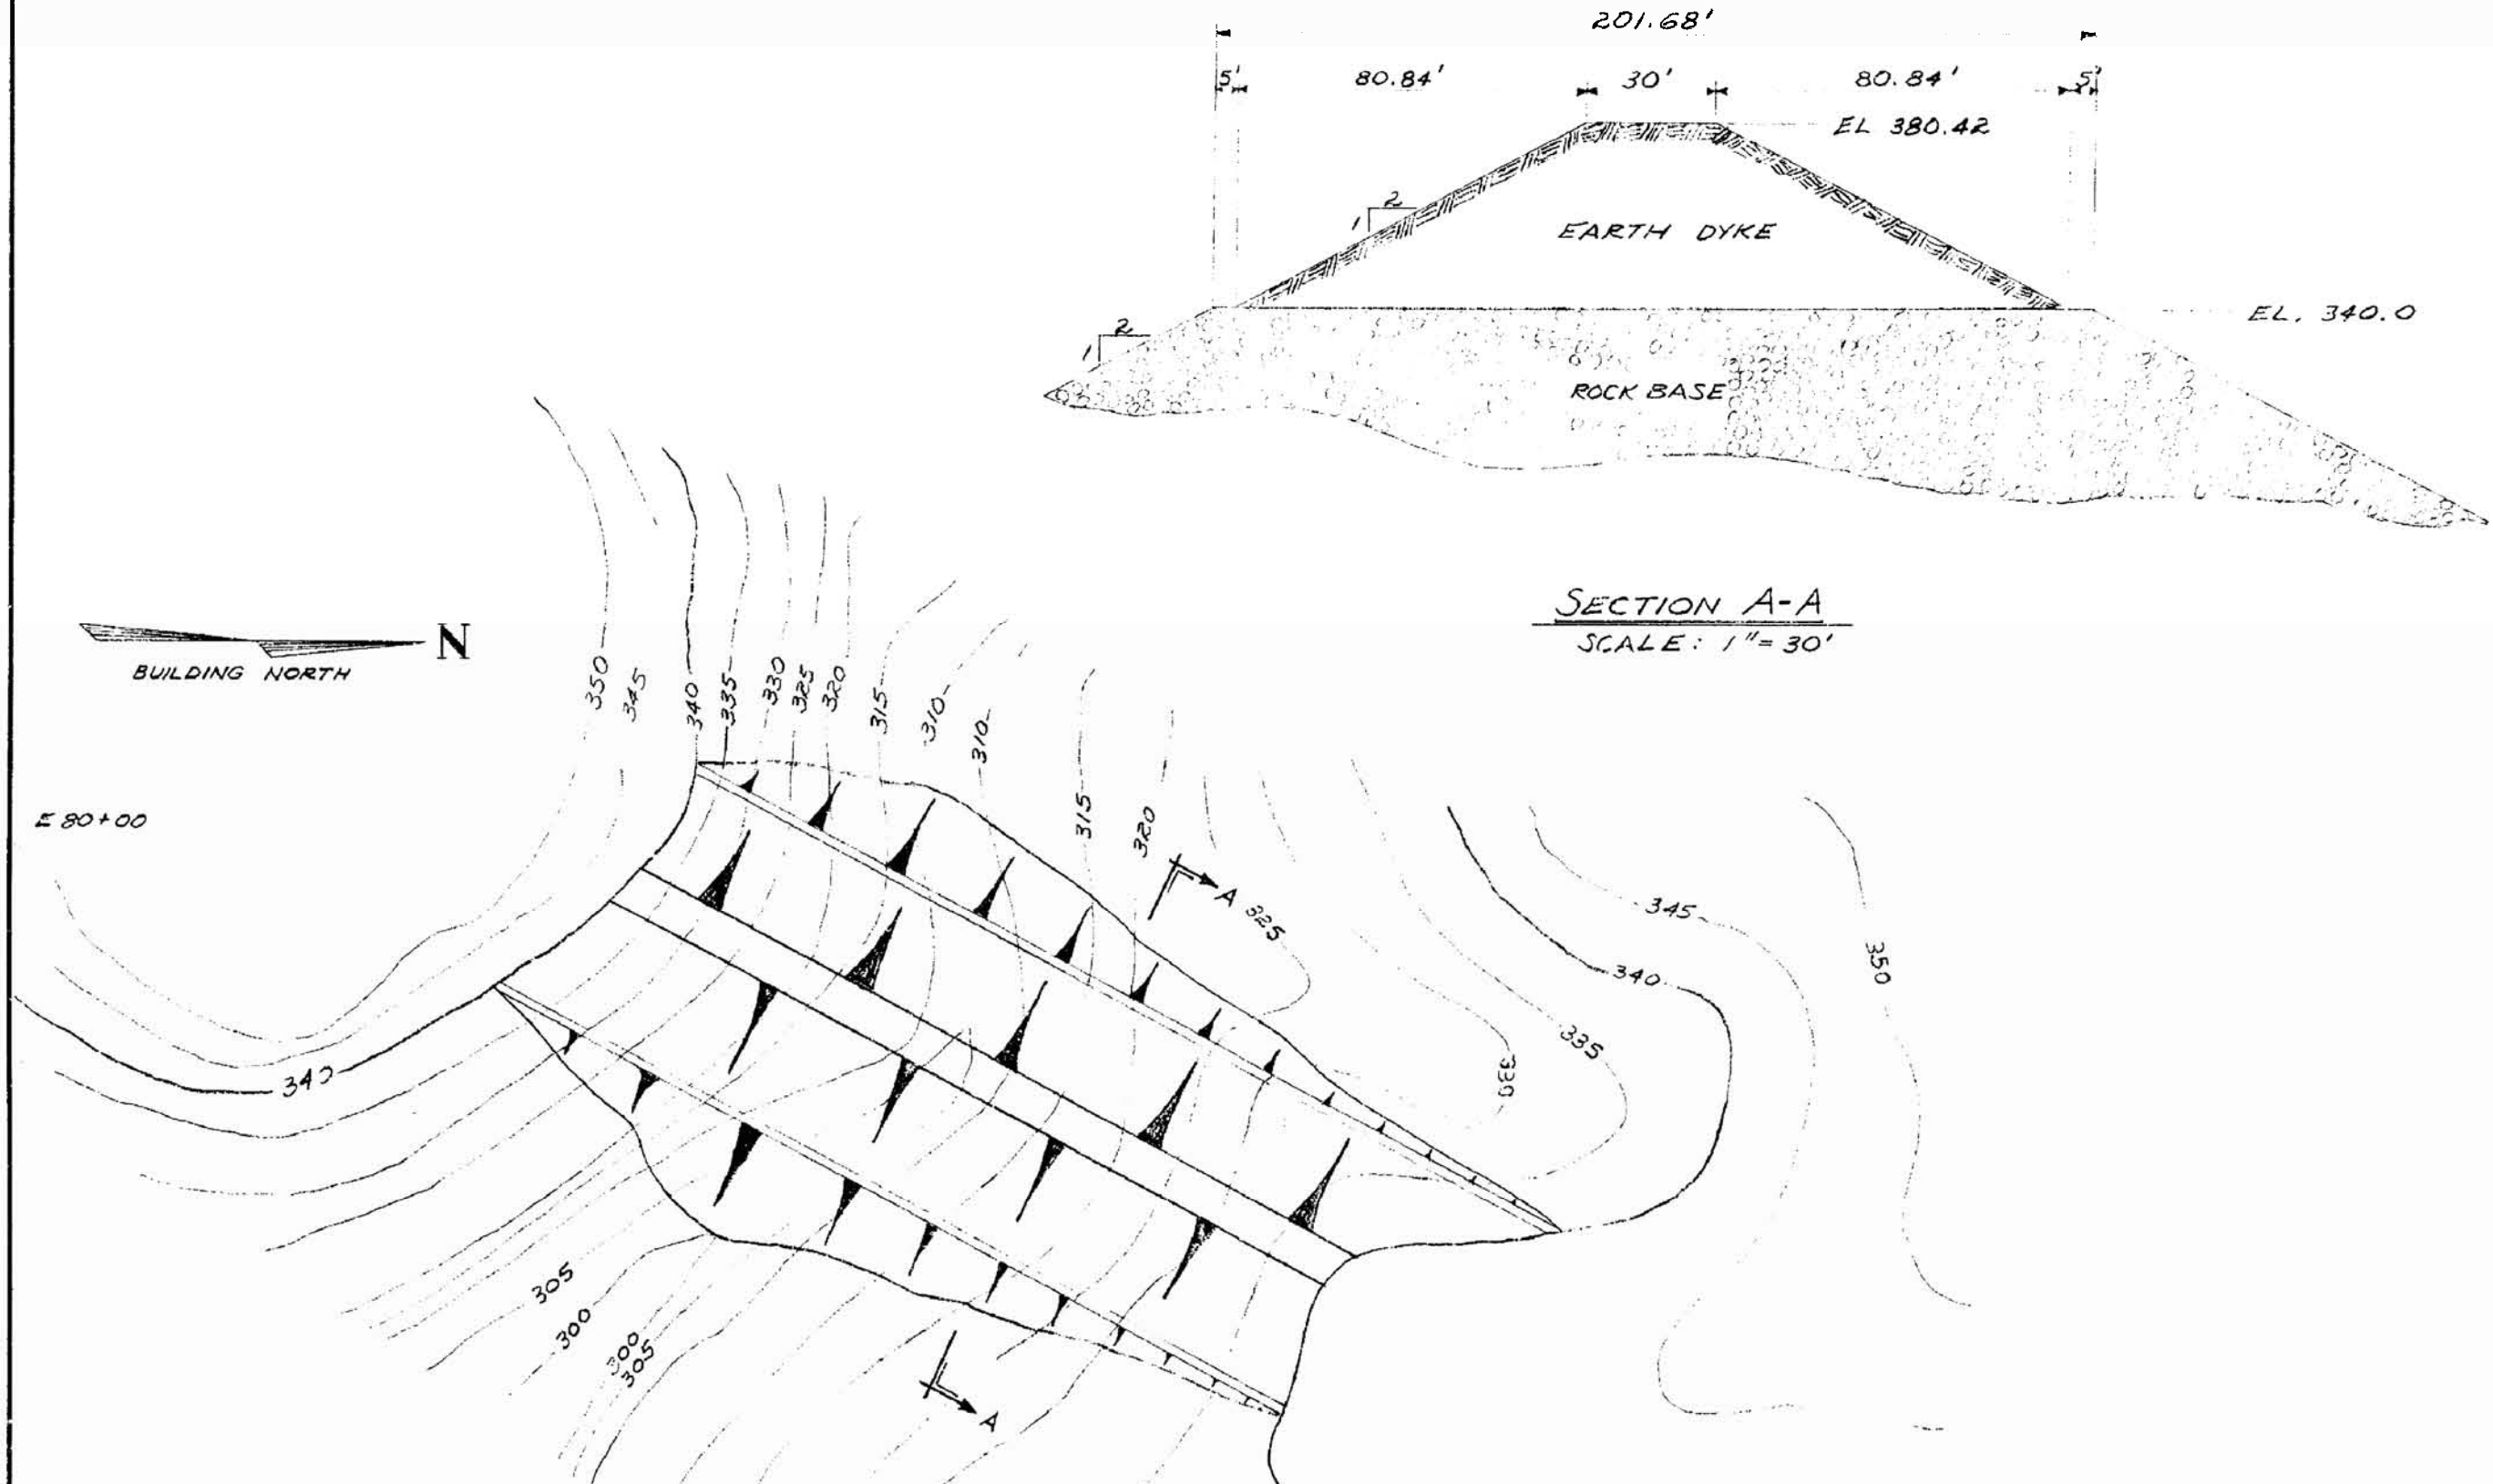 201.68'
5' 80.84' 30' 80.84' 5'
EL 380.42
2
1
EARTH DYKE
EL. 340.0
2
1
ROCK BASE
SECTION A-A
SCALE: 1"=30'
N
BUILDING NORTH
350
345
340
335
330
325
320
315
310
310
315
320
E 80+00
A
325
345
340
350
335
330
340
305
300
300
305
A